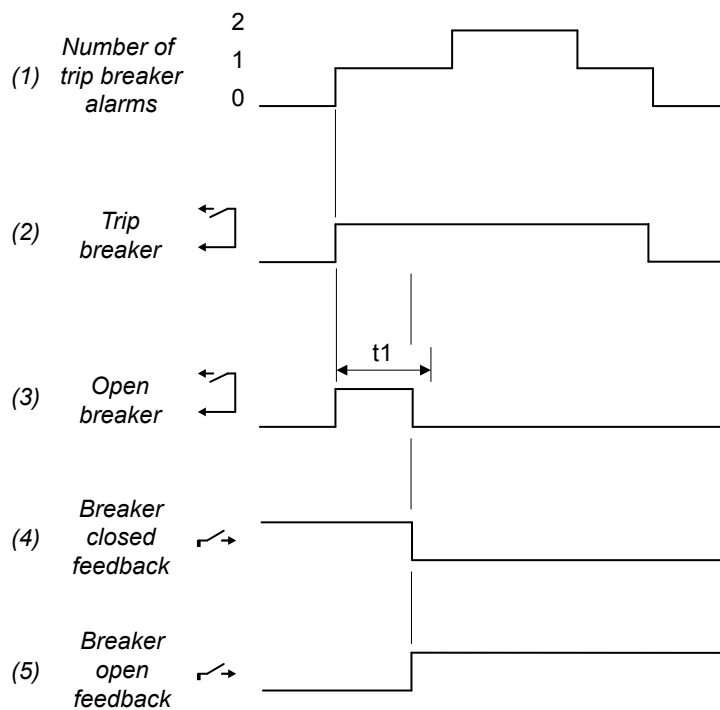 2
Number of
1
(1) trip breaker
0
alarms
(2) Trip
breaker
t1
(3) Open
breaker
Breaker
(4) closed
feedback
Breaker
(5) open
feedback